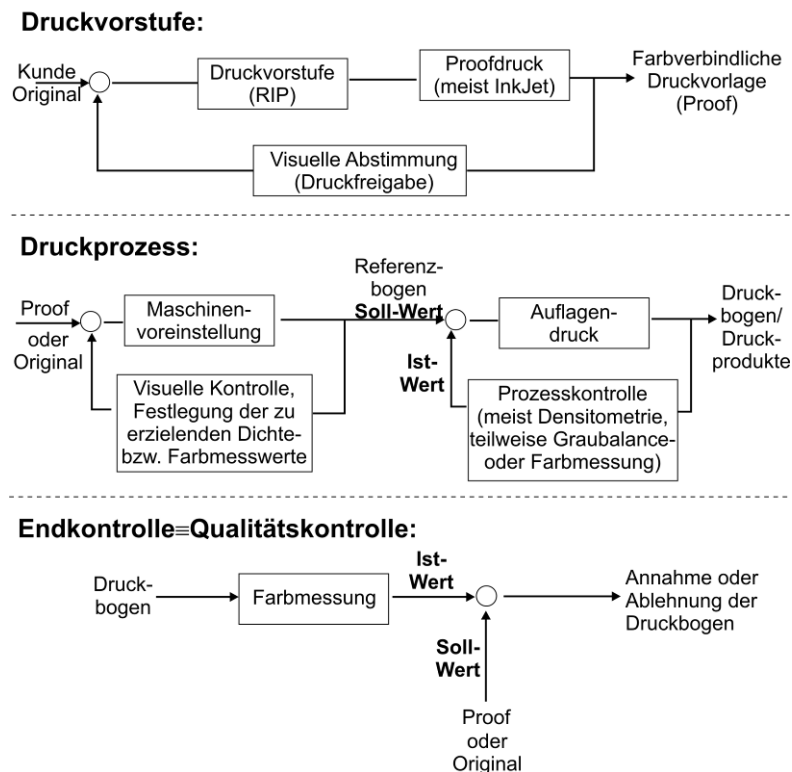 Druckvorstufe:
Kunde
Original
Druckvorstufe
(RIP)
Proofdruck
(meist InkJet)
Farbverbindliche
Druckvorlage
(Proof)
Visuelle Abstimmung
(Druckfreigabe)
Druckprozess:
Proof
oder
Original
Maschinen-
voreinstellung
Visuelle Kontrolle,
Festlegung der zu
erzielenden Dichte-
bzw. Farbmesswerte
Referenz-
bogen
Soll-Wert
Ist-
Wert
Auflagen-
druck
Prozesskontrolle
(meist Densitometrie,
teilweise Graubalance-
oder Farbmessung)
Druck-
bogen/
Druck-
produkte
Endkontrolle≡Qualitätskontrolle:
Druck-
bogen
Farbmessung
Ist-
Wert
Soll-
Wert
Proof
oder
Original
Annahme oder
Ablehnung der
Druckbogen